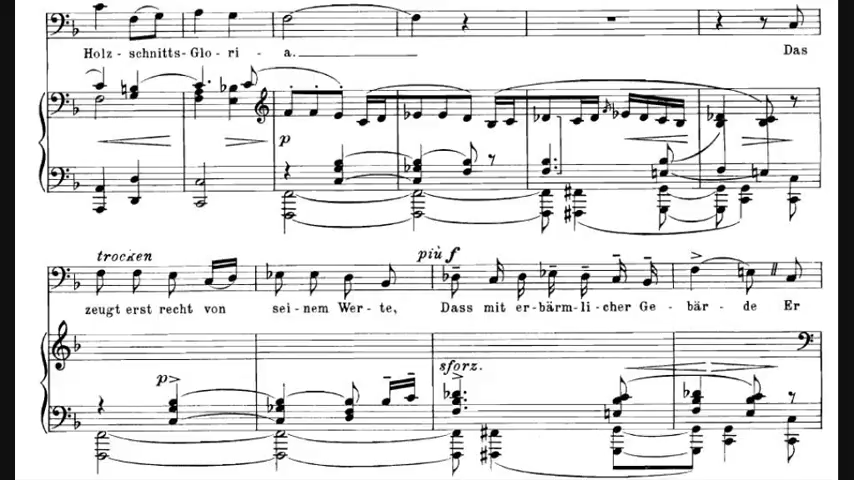 Holz-schnitts-Glo-ri-a. Das
p
trocken
più f
zeugt erst recht von sei-nem Wer-te, Dass mit er-bärm-li-cher Ge-bär-de Er
sforz.
p